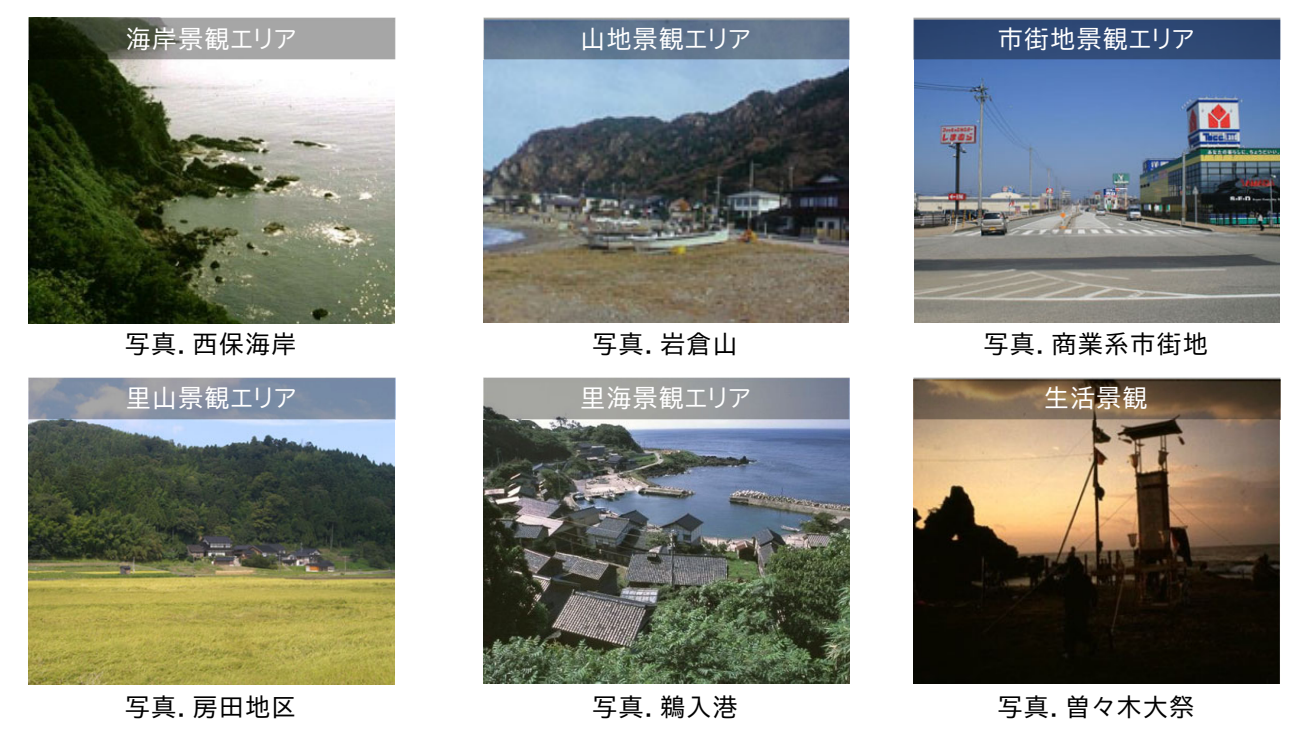 海岸景観エリア
山地景観エリア
市街地景観エリア
しまむら
写真．西保海岸
写真．岩倉山
写真．商業系市街地
里山景観エリア
里海景観エリア
生活景観
写真．房田地区
写真．鵜入港
写真．曽々木大祭